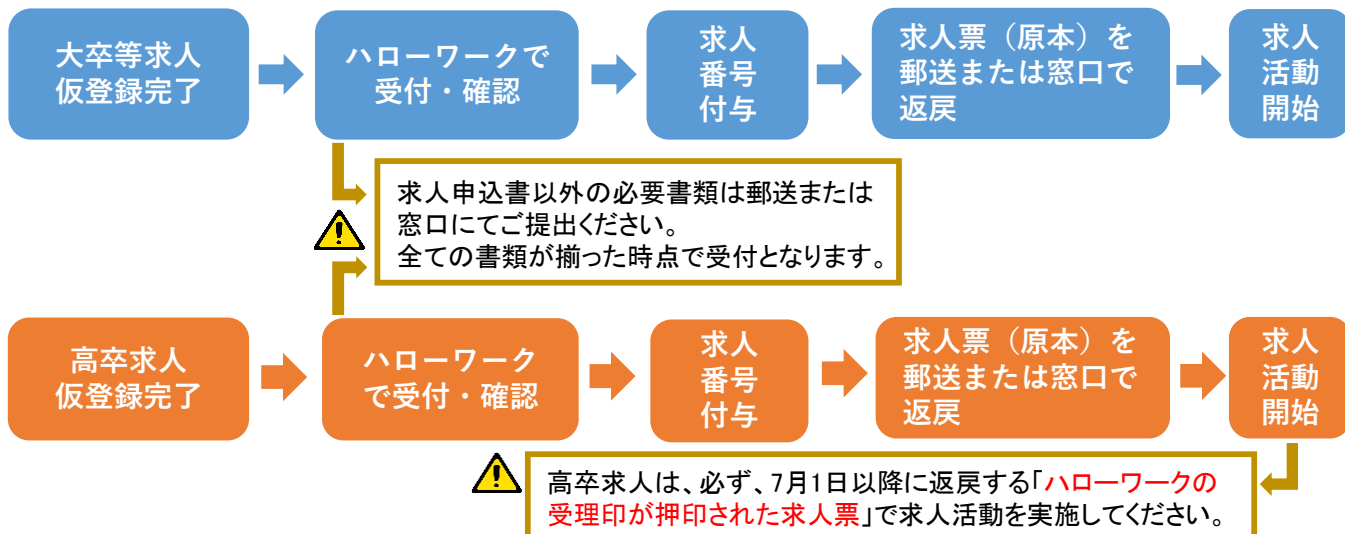 大卒等求人
仮登録完了
ハローワークで
受付・確認
求人
番号
付与
求人票（原本）を
郵送または窓口で
返戻
求人
活動
開始
求人申込書以外の必要書類は郵送または
窓口にてご提出ください。
全ての書類が揃った時点で受付となります。
高卒求人
仮登録完了
ハローワーク
で受付・確認
求人
番号
付与
求人票（原本）を
郵送または窓口で
返戻
求人
活動
開始
高卒求人は、必ず、7月1日以降に返戻する「ハローワークの
受理印が押印された求人票」で求人活動を実施してください。